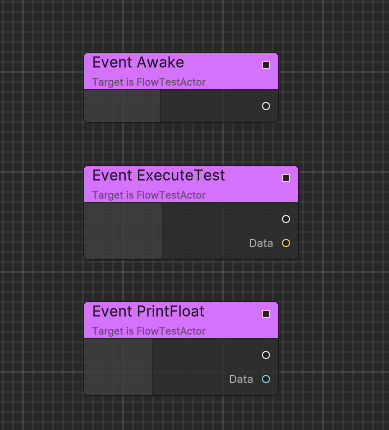 Event Awake
Target is FlowTestActor
Event ExecuteTest
Target is FlowTestActor
Data
Event PrintFloat
Target is FlowTestActor
Data